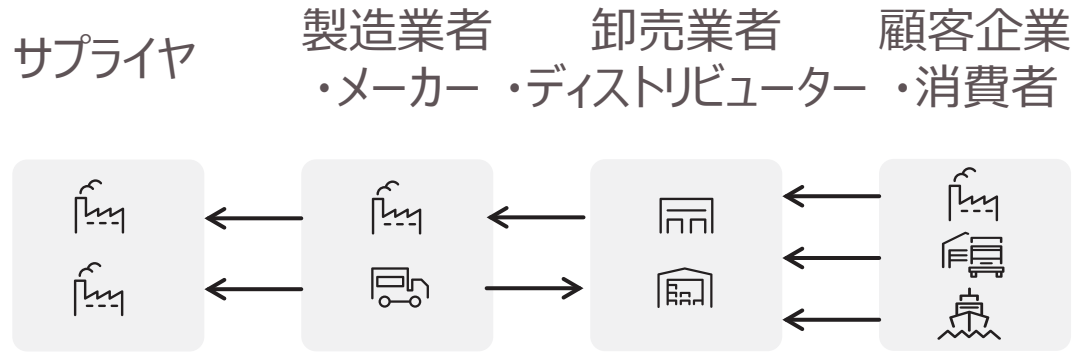 サプライヤ
製造業者
・メーカー
卸売業者
・ディストリビューター
顧客企業
・消費者